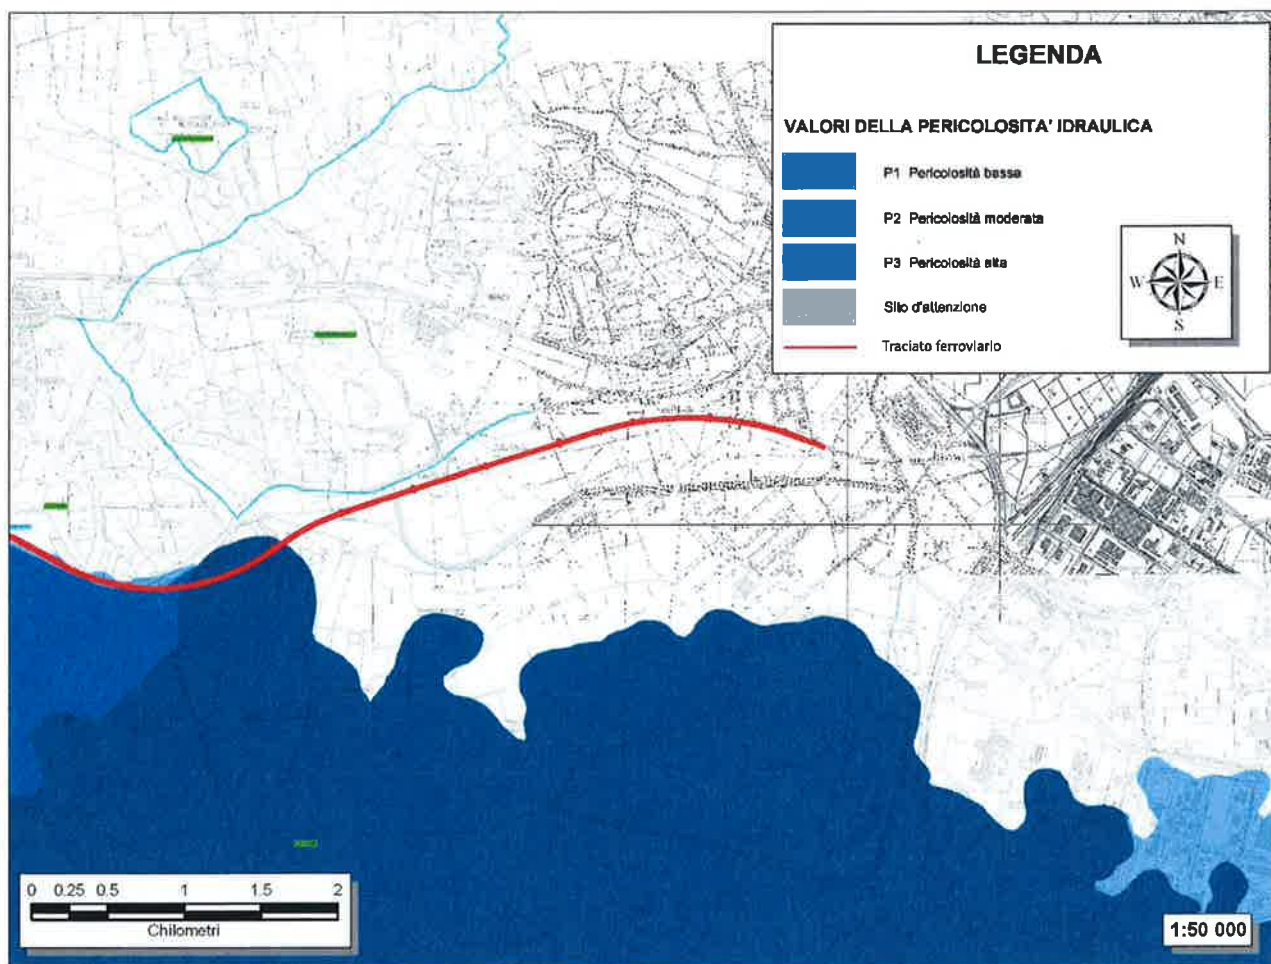 LEGENDA
VALORI DELLA PERICOLOSITA' IDRAULICA
P1 Pericolosità bassa
P2 Pericolosità moderata
P3 Pericolosità alta
Sito d'attenzione
Tracciato ferroviario
N
W E
S
0 0.25 0.5 1 1.5 2
Chilometri
1:50 000